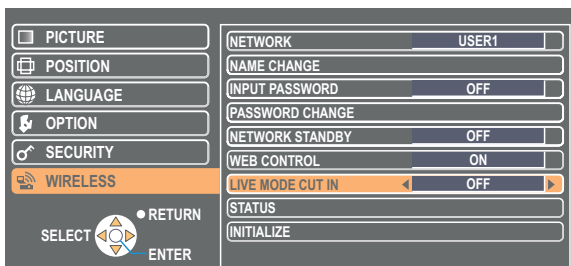 PICTURE
POSITION
LANGUAGE
OPTION
SECURITY
WIRELESS
RETURN
SELECT
ENTER
NETWORK USER1
NAME CHANGE
INPUT PASSWORD OFF
PASSWORD CHANGE
NETWORK STANDBY OFF
WEB CONTROL ON
LIVE MODE CUT IN OFF
STATUS
INITIALIZE